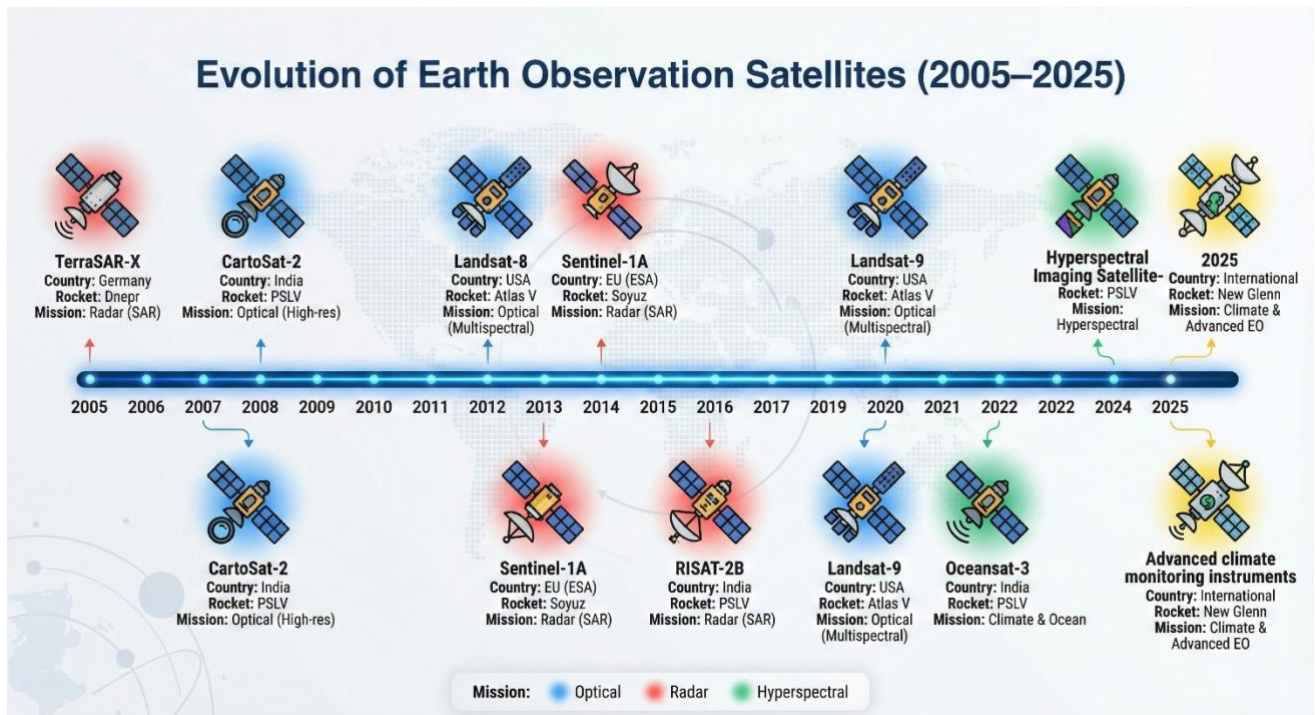 Evolution of Earth Observation Satellites (2005–2025)
TerraSAR-X
Country: Germany
Rocket: Dnepr
Mission: Radar (SAR)
CartoSat-2
Country: India
Rocket: PSLV
Mission: Optical (High-res)
Landsat-8
Country: USA
Rocket: Atlas V
Mission: Optical
(Multispectral)
Sentinel-1A
Country: EU (ESA)
Rocket: Soyuz
Mission: Radar (SAR)
Landsat-9
Country: USA
Rocket: Atlas V
Mission: Optical
(Multispectral)
Hyperspectral
Imaging Satellite-
Rocket: PSLV
Mission:
Hyperspectral
2025
Country: International
Rocket: New Glenn
Mission: Climate &
Advanced EO
2005 2006 2007 2008 2009 2010 2011 2012 2013 2014 2015 2016 2017 2019 2020 2021 2022 2022 2024 2025
CartoSat-2
Country: India
Rocket: PSLV
Mission: Optical (High-res)
Sentinel-1A
Country: EU (ESA)
Rocket: Soyuz
Mission: Radar (SAR)
RISAT-2B
Country: India
Rocket: PSLV
Mission: Radar (SAR)
Landsat-9
Country: USA
Rocket: Atlas V
Mission: Optical
(Multispectral)
Oceansat-3
Country: India
Rocket: PSLV
Mission: Climate & Ocean
Advanced climate
monitoring instruments
Country: International
Rocket: New Glenn
Mission: Climate &
Advanced EO
Mission: Optical Radar Hyperspectral